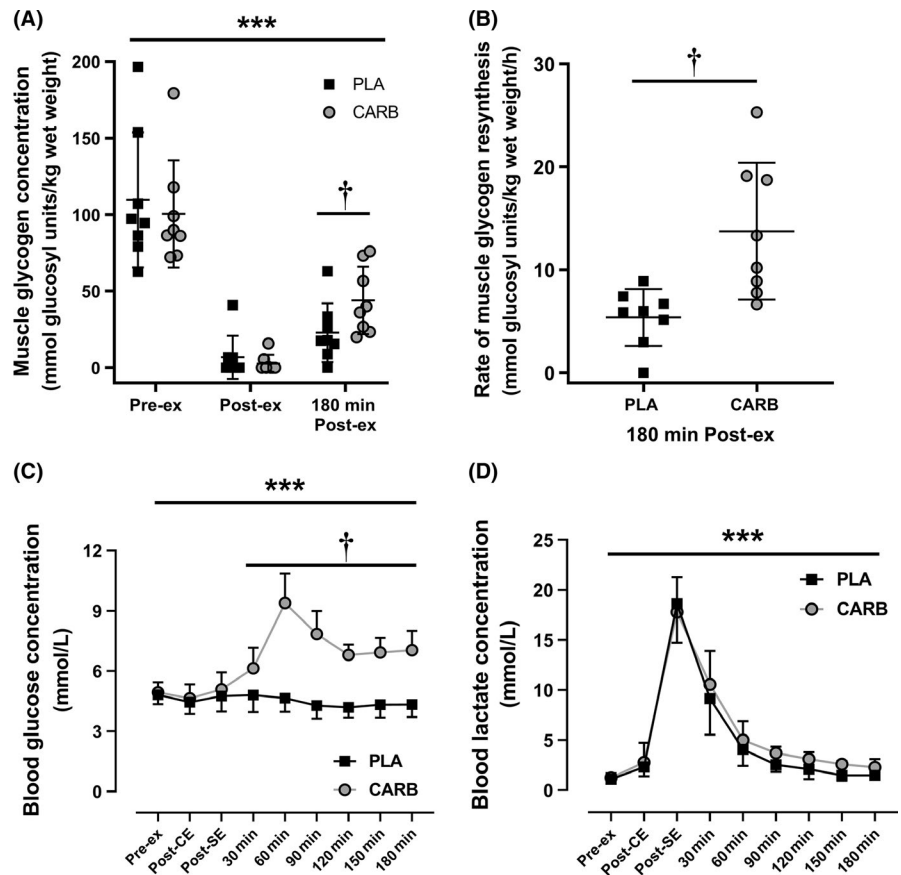 (A)
***
Muscle glycogen concentration
(mmol glucosyl units/kg wet weight)
200
150
100
50
0
PLA
CARB
†
Pre-ex
Post-ex
180 min
Post-ex
(B)
†
Rate of muscle glycogen resynthesis
(mmol glucosyl units/kg wet weight/h)
30
20
10
0
PLA
CARB
180 min Post-ex
(C)
***
†
Blood glucose concentration
(mmol/L)
12
9
6
3
0
PLA
CARB
Pre-ex
Post-CE
Post-SE
30 min
60 min
90 min
120 min
150 min
180 min
(D)
***
Blood lactate concentration
(mmol/L)
25
20
15
10
5
0
PLA
CARB
Pre-ex
Post-CE
Post-SE
30 min
60 min
90 min
120 min
150 min
180 min